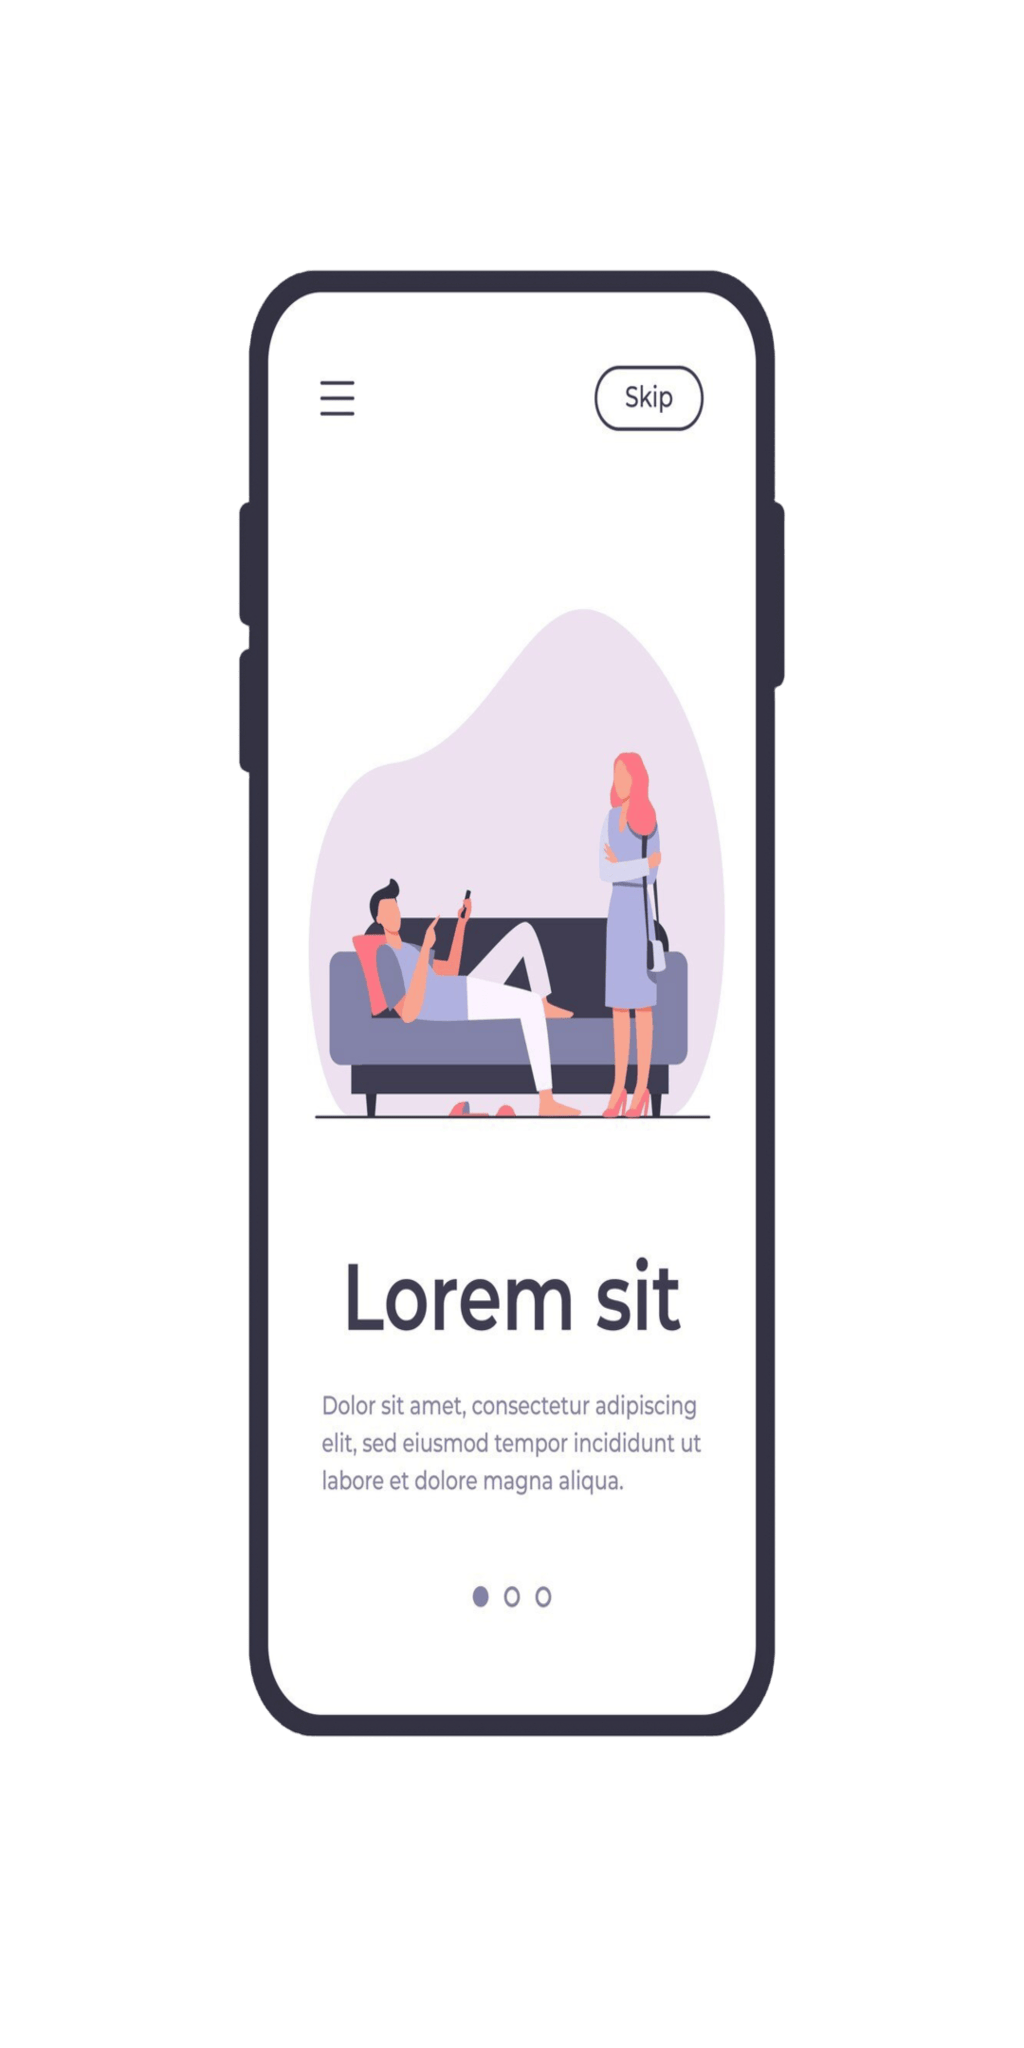 Skip
Lorem sit
Dolor sit amet, consectetur adipiscing
elit, sed eiusmod tempor incididunt ut
labore et dolore magna aliqua.